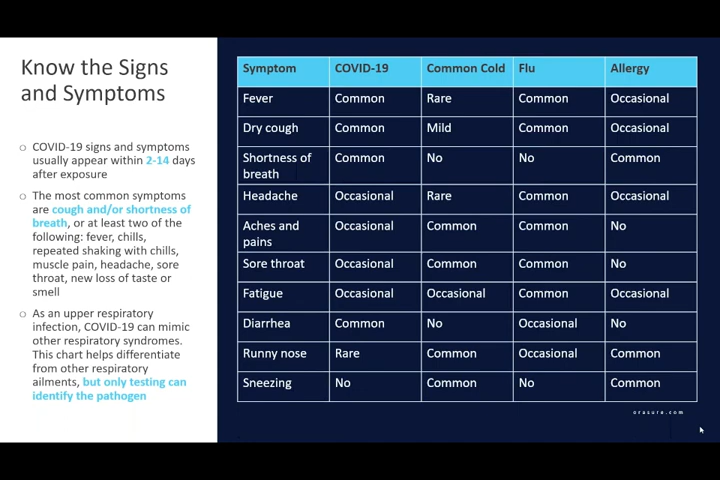 Know the Signs
and Symptoms
COVID-19 signs and symptoms
usually appear within 2-14 days
after exposure
The most common symptoms
are cough and/or shortness of
breath, or at least two of the
following: fever, chills,
repeated shaking with chills,
muscle pain, headache, sore
throat, new loss of taste or
smell
As an upper respiratory
infection, COVID-19 can mimic
other respiratory syndromes.
This chart helps differentiate
from other respiratory
ailments, but only testing can
identify the pathogen
Symptom COVID-19 Common Cold Flu Allergy
Fever Common Rare Common Occasional
Dry cough Common Mild Common Occasional
Shortness of Common No No Common
breath
Headache Occasional Rare Common Occasional
Aches and Occasional Common Common No
pains
Sore throat Occasional Common Common No
Fatigue Occasional Occasional Common Occasional
Diarrhea Common No Occasional No
Runny nose Rare Common Occasional Common
Sneezing No Common No Common
orasure.com